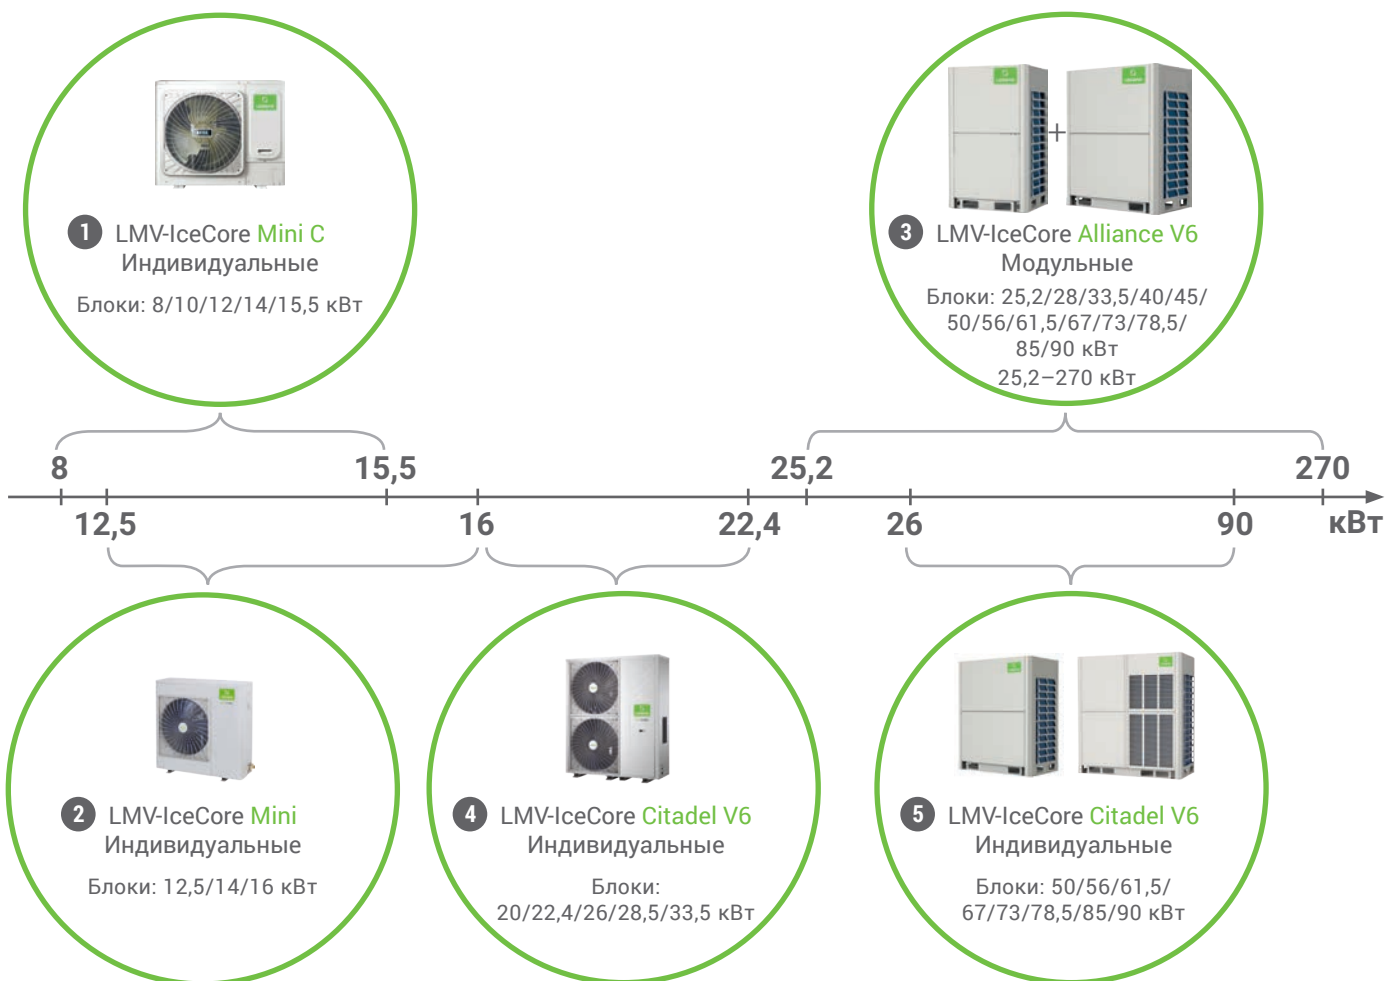 1 LMV-IceCore Mini C
Индивидуальные
Блоки: 8/10/12/14/15,5 кВт
3 LMV-IceCore Alliance V6
Модульные
Блоки: 25,2/28/33,5/40/45/
50/56/61,5/67/73/78,5/
85/90 кВт
25,2–270 кВт
8 15,5 25,2 270
12,5 16 22,4 26 90 кВт
2 LMV-IceCore Mini
Индивидуальные
Блоки: 12,5/14/16 кВт
4 LMV-IceCore Citadel V6
Индивидуальные
Блоки:
20/22,4/26/28,5/33,5 кВт
5 LMV-IceCore Citadel V6
Индивидуальные
Блоки: 50/56/61,5/
67/73/78,5/85/90 кВт